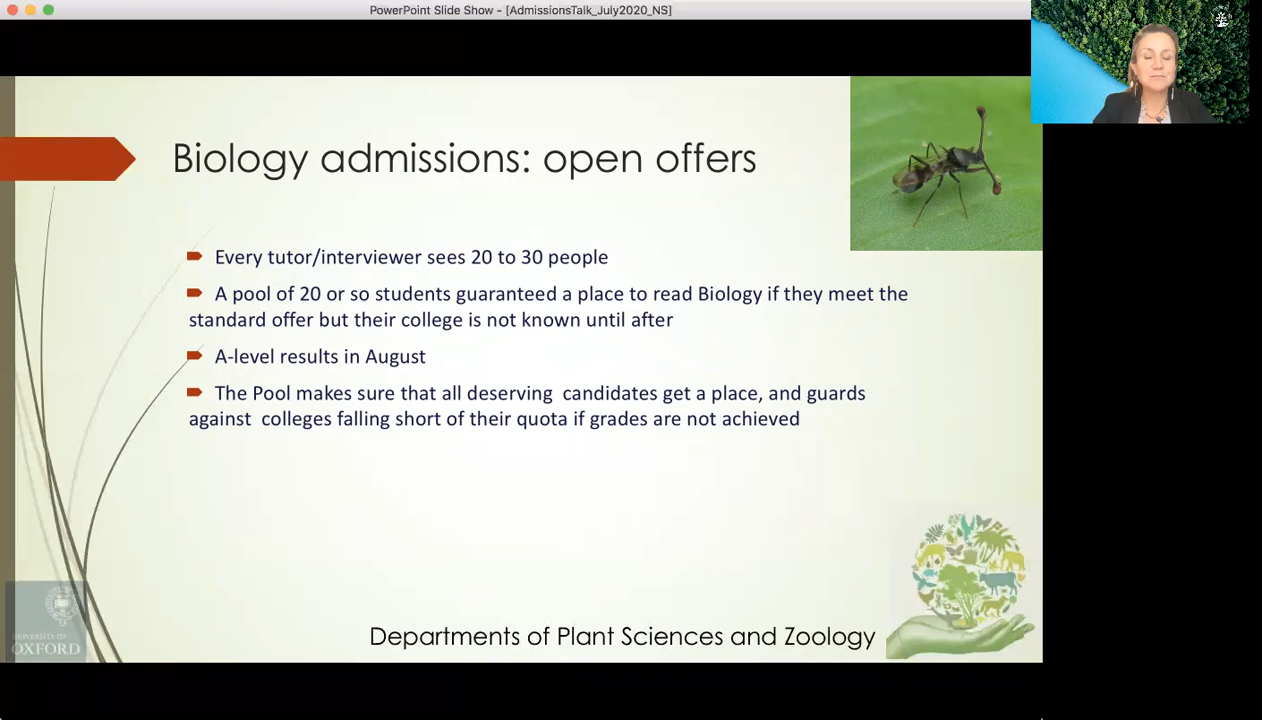 PowerPoint Slide Show - [AdmissionsTalk_July2020_NS]
Biology admissions: open offers
Every tutor/interviewer sees 20 to 30 people
A pool of 20 or so students guaranteed a place to read Biology if they meet the
standard offer but their college is not known until after
A-level results in August
The Pool makes sure that all deserving  candidates get a place, and guards
against  colleges falling short of their quota if grades are not achieved
UNIVERSITY OF
OXFORD
Departments of Plant Sciences and Zoology